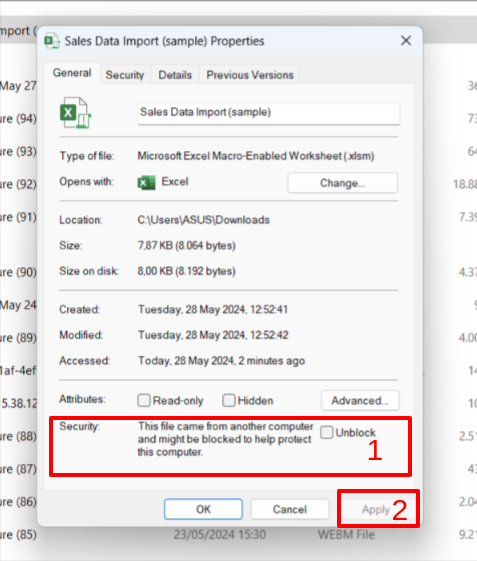 mport (
Sales Data Import (sample) Properties
General Security Details Previous Versions
May 27
Sales Data Import (sample)
ure (94)
ure (93)
Type of file: Microsoft Excel Macro-Enabled Worksheet (.xlsm)
ure (92)
Opens with: Excel Change...
18.88
ure (91)
Location: C:\Users\ASUS\Downloads
7.39
Size: 7,87 KB (8.064 bytes)
ure (90)
Size on disk: 8,00 KB (8.192 bytes)
4.37
May 24
Created: Tuesday, 28 May 2024, 12:52:41
ure (89)
Modified: Tuesday, 28 May 2024, 12:52:42
4.00
1af-4ef
Accessed: Today, 28 May 2024, 2 minutes ago
14
5.38.12
Attributes: Read-only Hidden Advanced...
10
ure (88)
Security: This file came from another computer
and might be blocked to help protect
this computer.
Unblock
1
2.51
ure (87)
43
ure (86)
OK Cancel Apply 2
2.04
ure (85) 23/05/2024 15:30 WEBM File 9.21